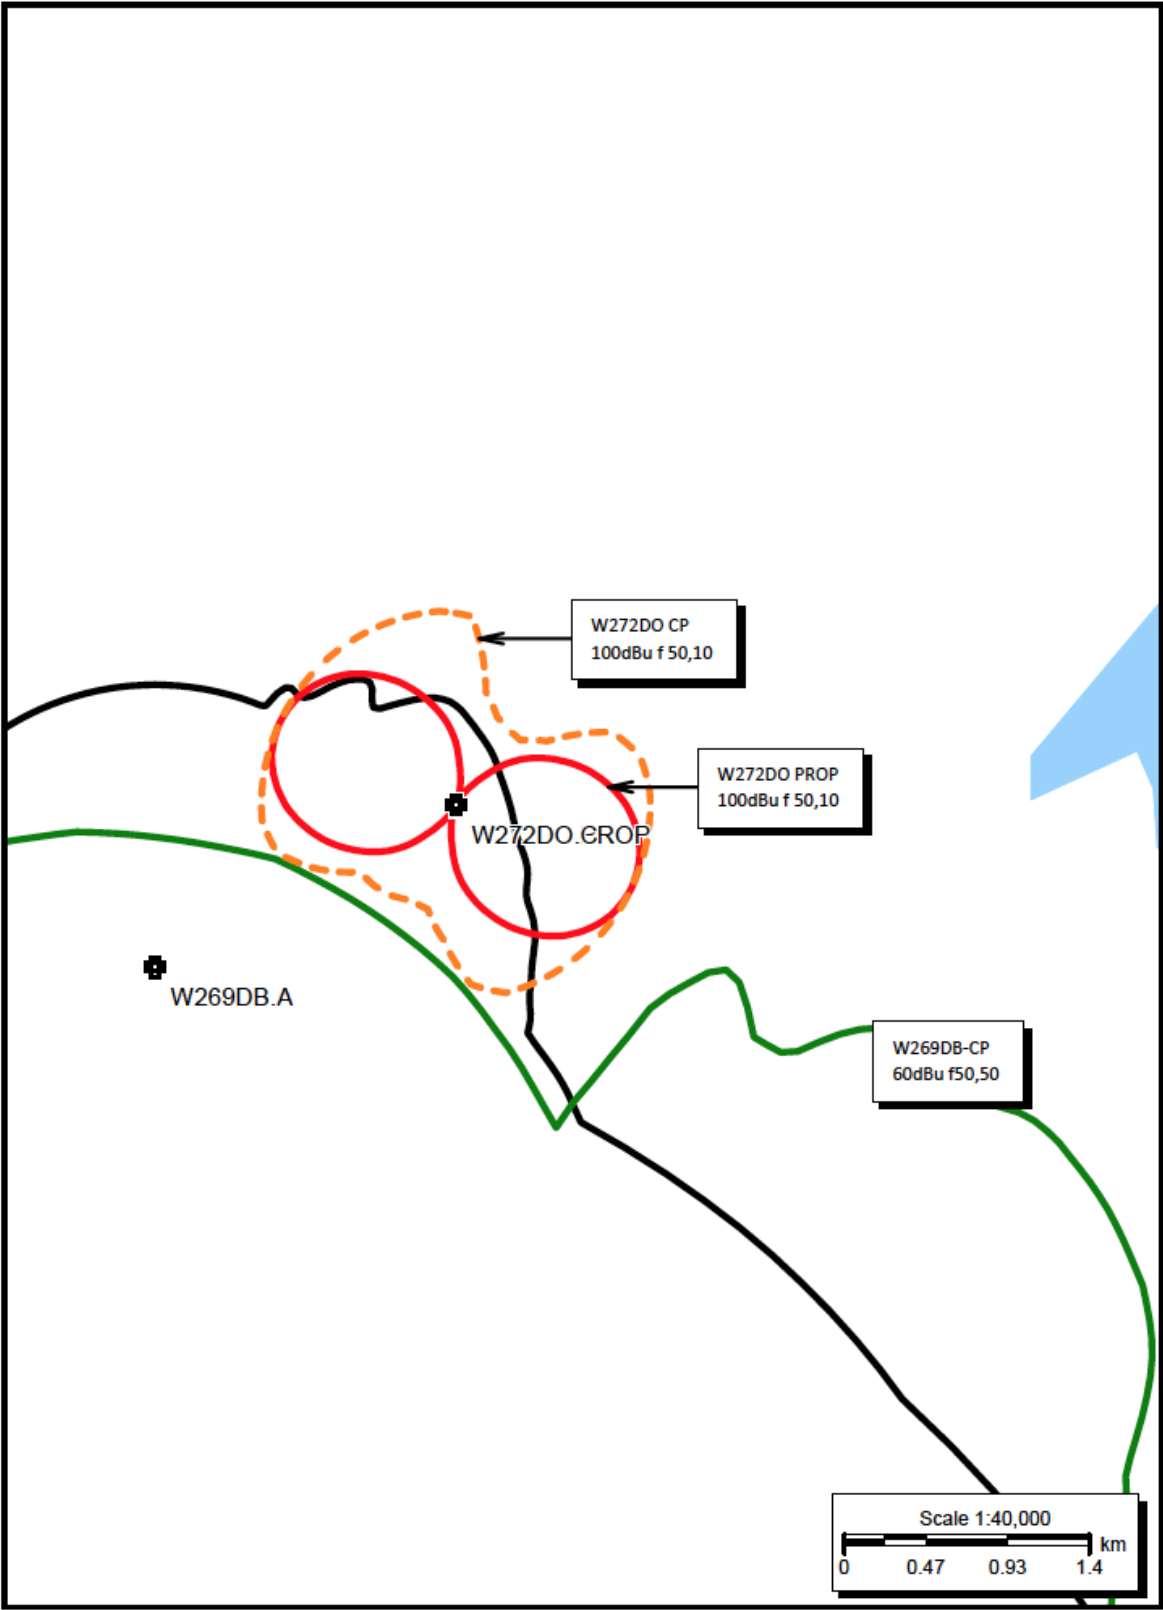 W272DO CP
100dBu f 50,10
W272DO PROP
100dBu f 50,10
W272DO.CROP
W269DB.A
W269DB-CP
60dBu f50,50
Scale 1:40,000
km
0 0.47 0.93 1.4